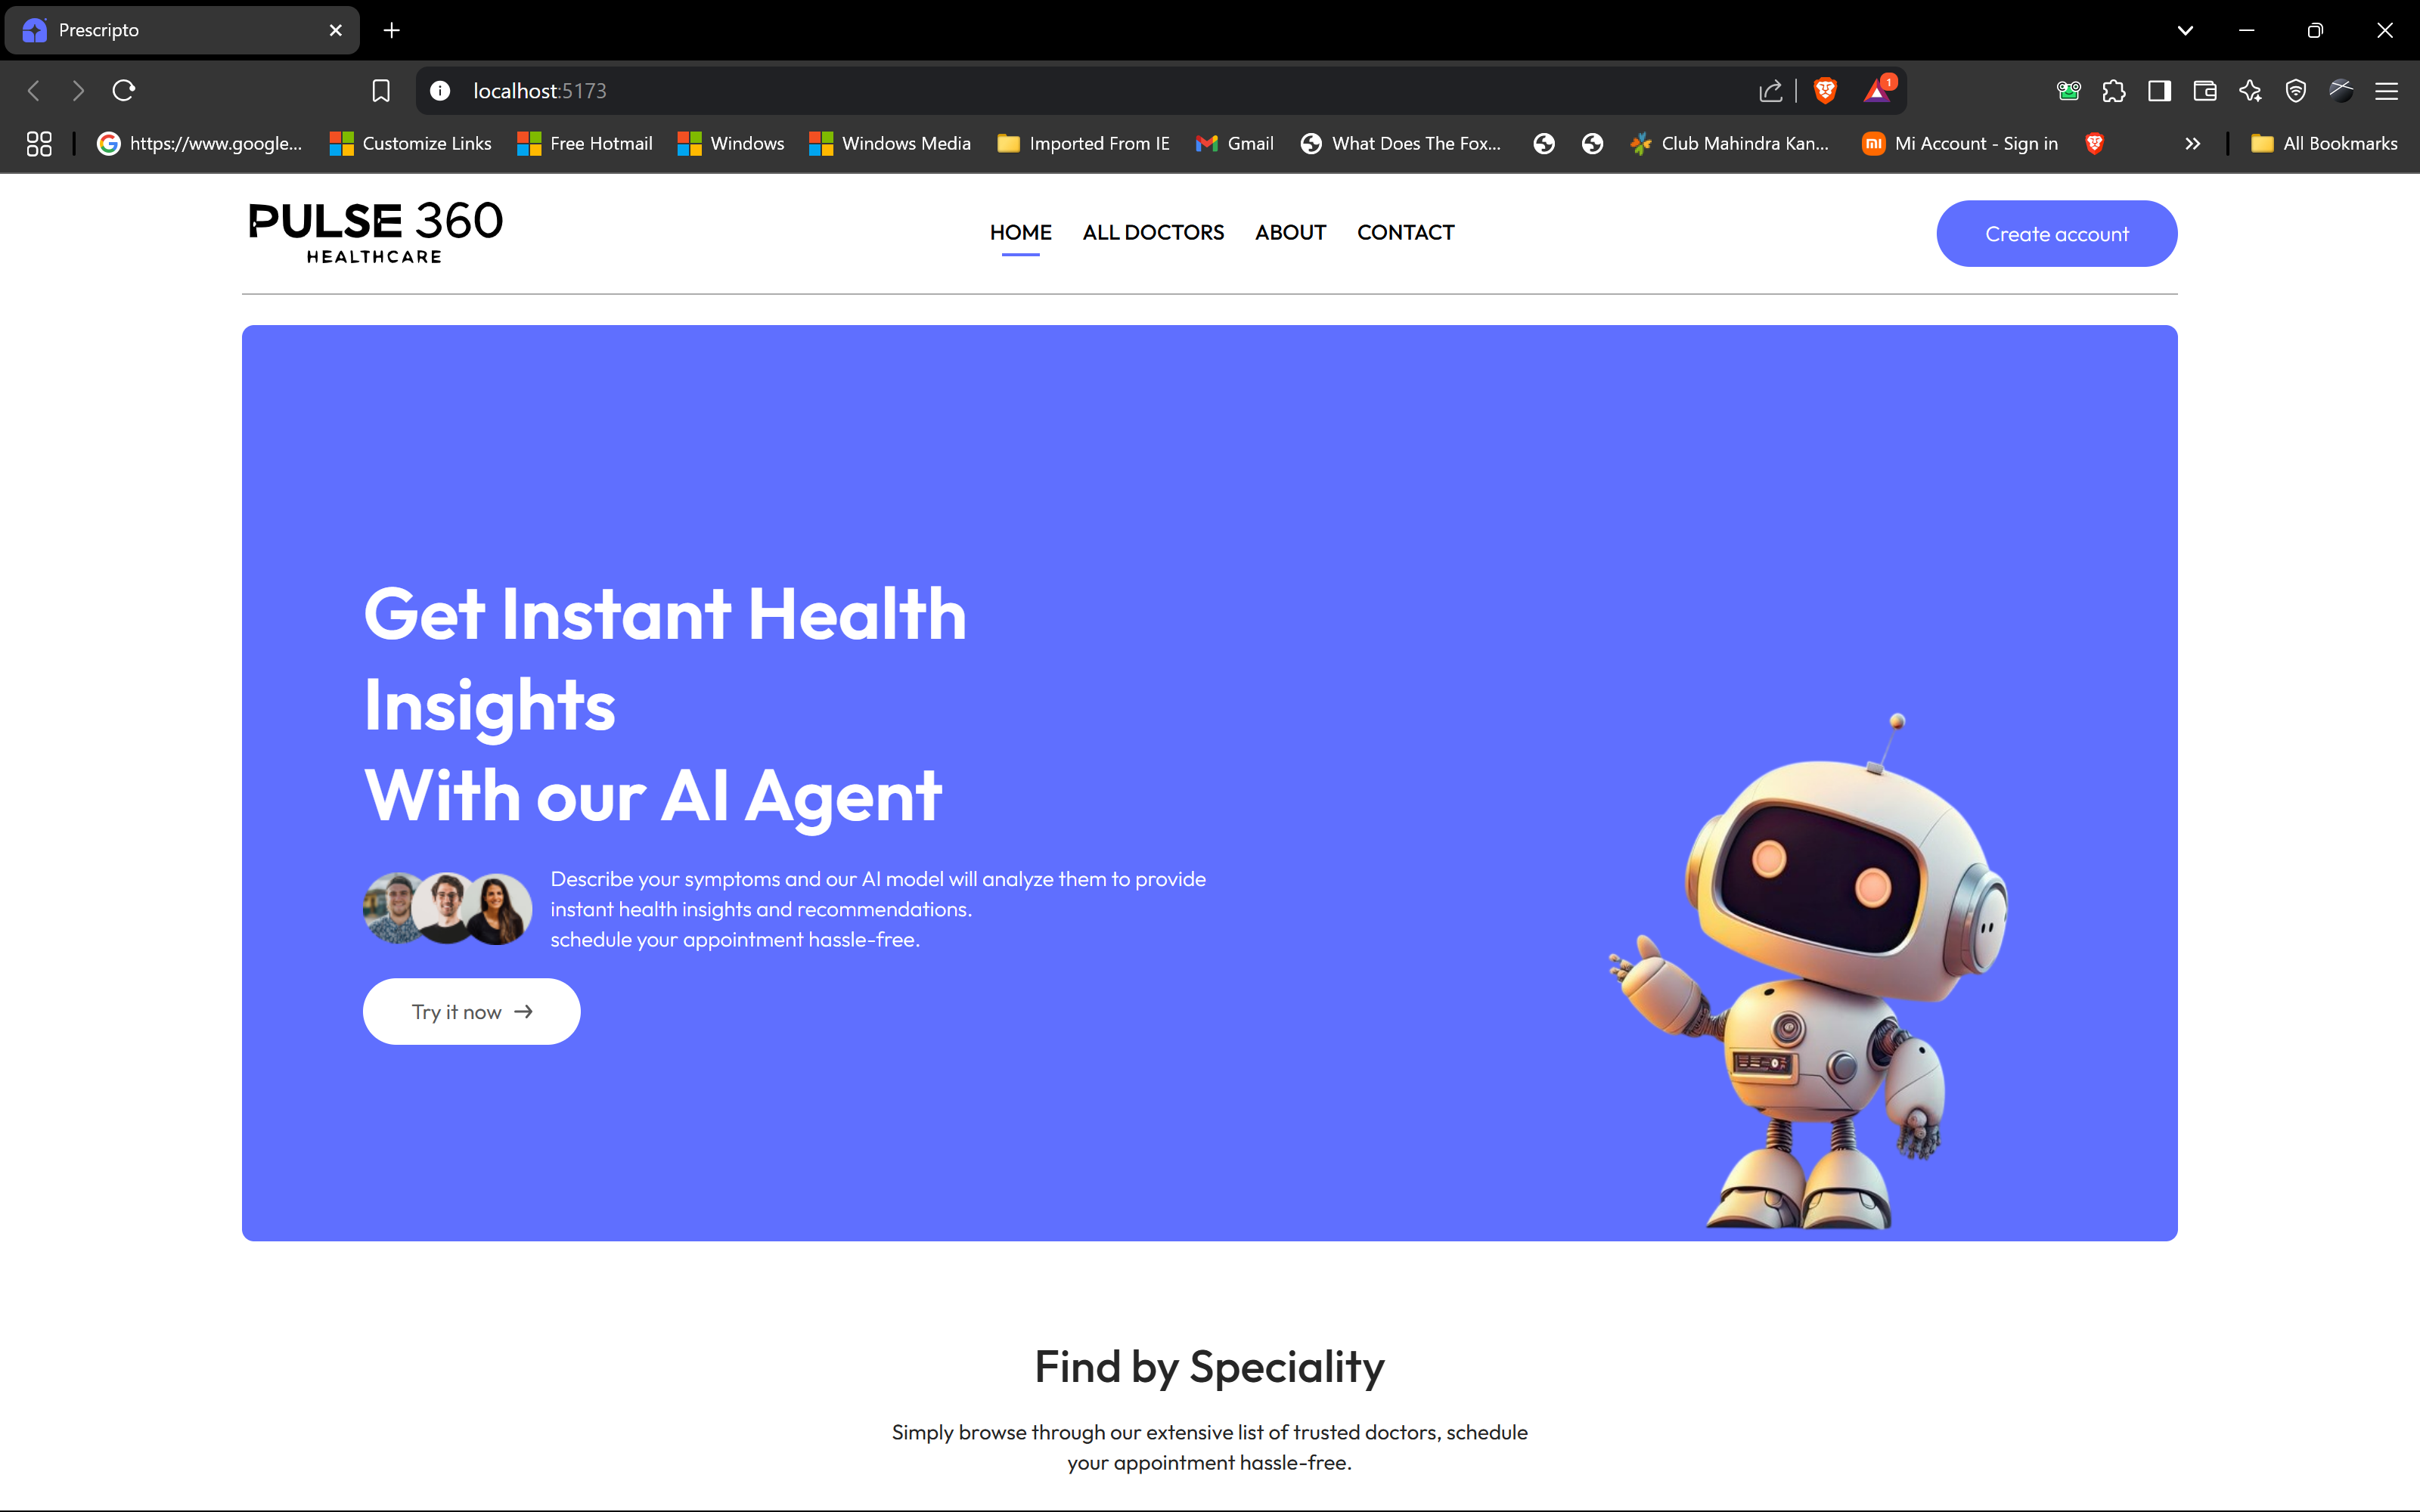 Prescripto
localhost:5173
1
https://www.google...
Customize Links
Free Hotmail
Windows
Windows Media
Imported From IE
Gmail
What Does The Fox...
Club Mahindra Kan...
Mi Account - Sign in
All Bookmarks
PULSE 360
HEALTHCARE
HOME
ALL DOCTORS
ABOUT
CONTACT
Create account
Get Instant Health
Insights
With our AI Agent
Describe your symptoms and our AI model will analyze them to provide
instant health insights and recommendations.
schedule your appointment hassle-free.
Try it now →
Find by Speciality
Simply browse through our extensive list of trusted doctors, schedule
your appointment hassle-free.